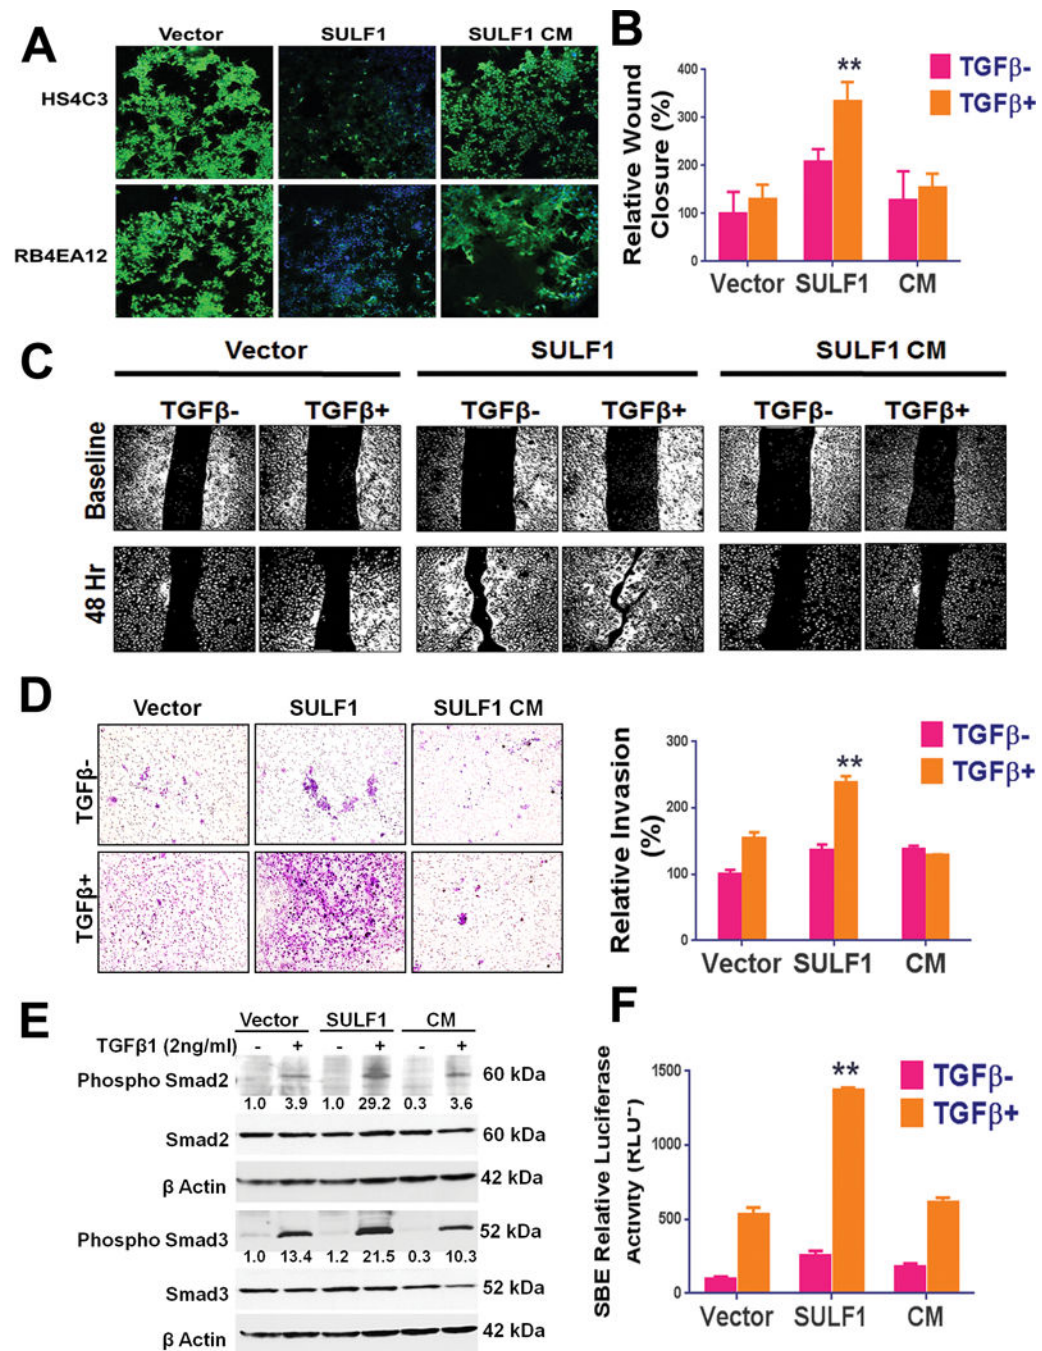 A
Vector SULF1 SULF1 CM
HS4C3
RB4EA12
B
TGFβ-
TGFβ+
**
Relative Wound
Closure (%)
400
300
200
100
0
Vector SULF1 CM
C
Vector SULF1 SULF1 CM
TGFβ- TGFβ+ TGFβ- TGFβ+ TGFβ- TGFβ+
Baseline
48 Hr
D
Vector SULF1 SULF1 CM
TGFβ-
TGFβ+
TGFβ-
TGFβ+
**
Relative Invasion
(%)
300
200
100
0
Vector SULF1 CM
E
Vector SULF1 CM
TGFβ1 (2ng/ml) - + - + - +
Phospho Smad2 60 kDa
1.0 3.9 1.0 29.2 0.3 3.6
Smad2 60 kDa
β Actin 42 kDa
Phospho Smad3 52 kDa
1.0 13.4 1.2 21.5 0.3 10.3
Smad3 52 kDa
β Actin 42 kDa
F
TGFβ-
TGFβ+
**
SBE Relative Luciferase
Activity (RLU
1500
1000
500
0
Vector SULF1 CM